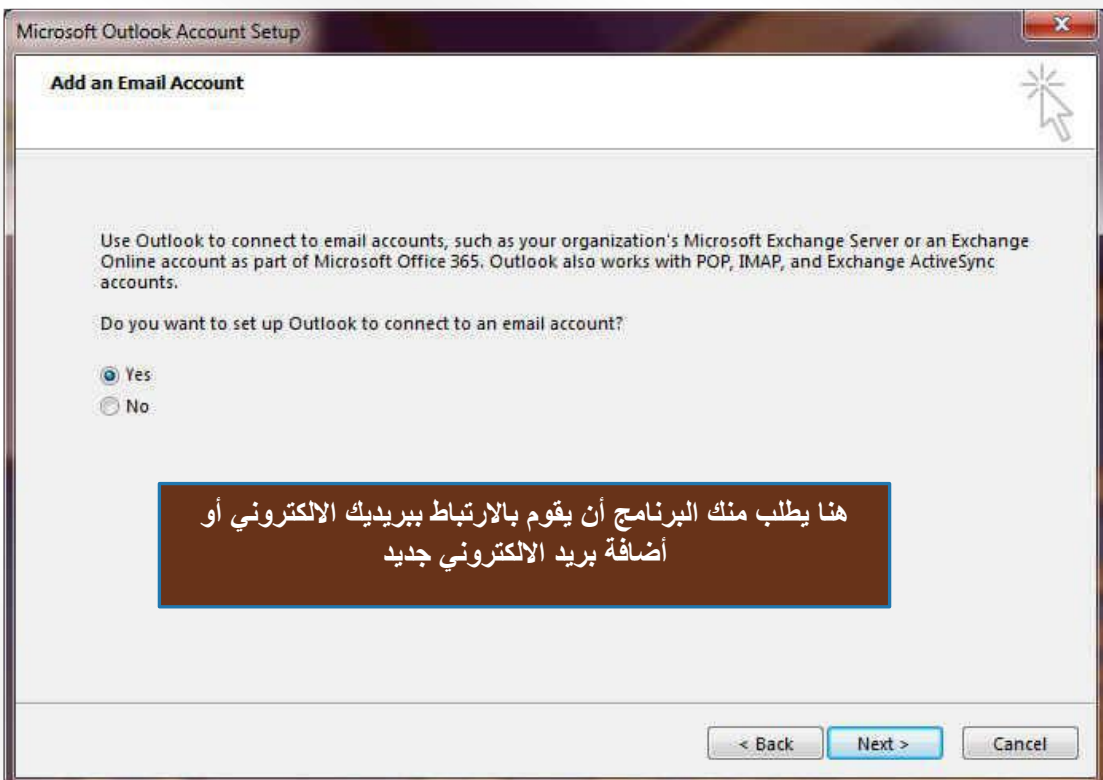 Microsoft Outlook Account Setup
Add an Email Account
Use Outlook to connect to email accounts, such as your organization's Microsoft Exchange Server or an Exchange
Online account as part of Microsoft Office 365. Outlook also works with POP, IMAP, and Exchange ActiveSync
accounts.
Do you want to set up Outlook to connect to an email account?
Yes
No
هنا يطلب منك البرنامج أن يقوم بالارتباط ببريديك الالكتروني أو
أضافة بريد الالكتروني جديد
< Back Next > Cancel